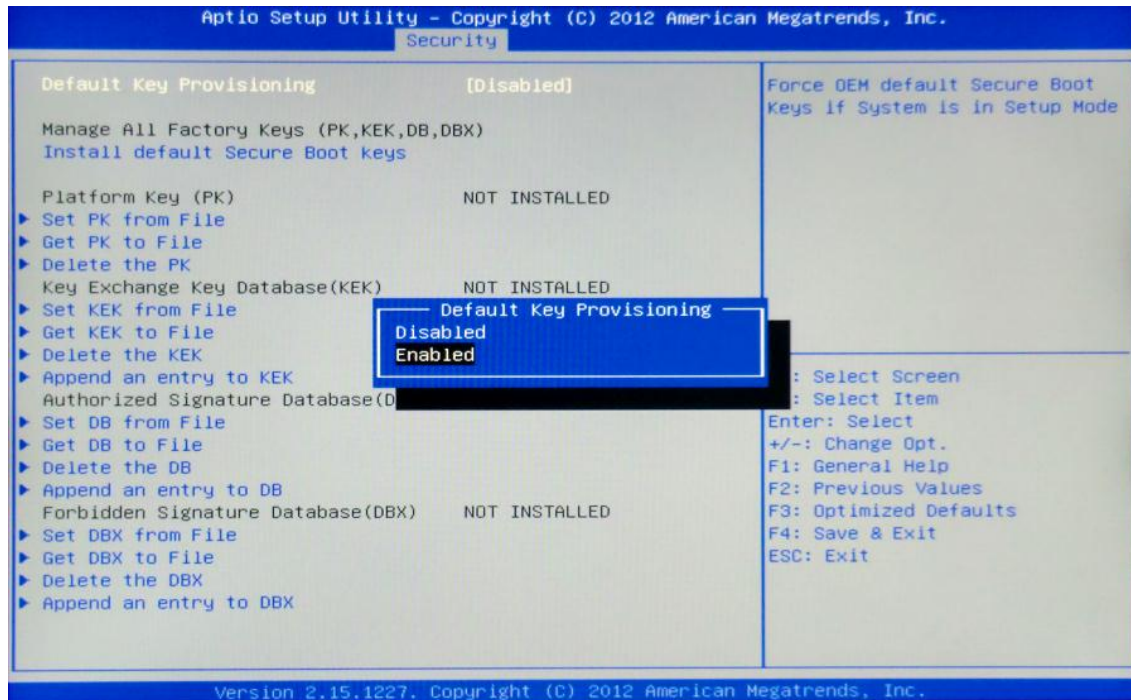 Aptio Setup Utility – Copyright (C) 2012 American Megatrends, Inc.
Security
Default Key Provisioning [Disabled]
Manage All Factory Keys (PK,KEK,DB,DBX)
Install default Secure Boot keys
Platform Key (PK) NOT INSTALLED
Set PK from File
Get PK to File
Delete the PK
Key Exchange Key Database(KEK) NOT INSTALLED
Set KEK from File
Get KEK to File
Delete the KEK
Append an entry to KEK
Authorized Signature Database(D
Set DB from File
Get DB to File
Delete the DB
Append an entry to DB
Forbidden Signature Database(DBX) NOT INSTALLED
Set DBX from File
Get DBX to File
Delete the DBX
Append an entry to DBX
Default Key Provisioning
Disabled
Enabled
Force OEM default Secure Boot
Keys if System is in Setup Mode
: Select Screen
: Select Item
Enter: Select
+/-: Change Opt.
F1: General Help
F2: Previous Values
F3: Optimized Defaults
F4: Save & Exit
ESC: Exit
Version 2.15.1227. Copyright (C) 2012 American Megatrends, Inc.